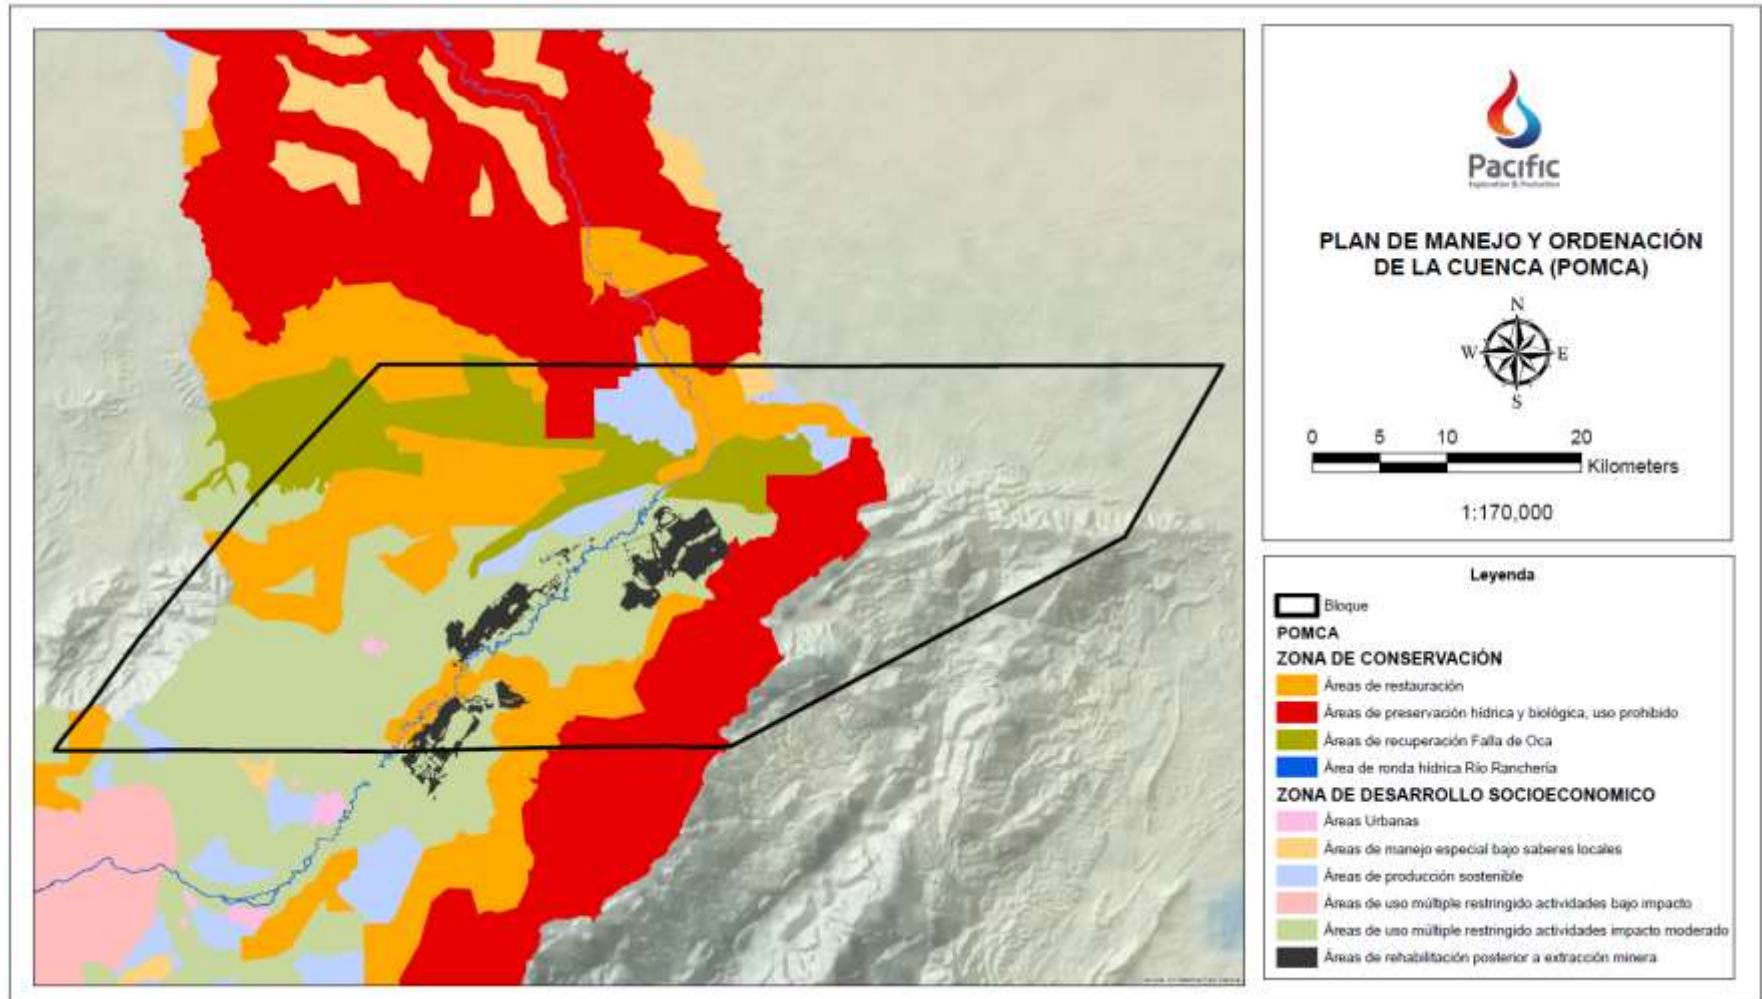 Pacific
Exploration & Production
PLAN DE MANEJO Y ORDENACIÓN
DE LA CUENCA (POMCA)
N
W E
S
0 5 10 20
Kilometers
1:170,000
Leyenda
Bloque
POMCA
ZONA DE CONSERVACIÓN
Áreas de restauración
Áreas de preservación hídrica y biológica, uso prohibido
Áreas de recuperación Falla de Oca
Área de ronda hídrica Río Ranchería
ZONA DE DESARROLLO SOCIOECONOMICO
Áreas Urbanas
Áreas de manejo especial bajo saberes locales
Áreas de producción sostenible
Áreas de uso múltiple restringido actividades bajo impacto
Áreas de uso múltiple restringido actividades impacto moderado
Áreas de rehabilitación posterior a extracción minera